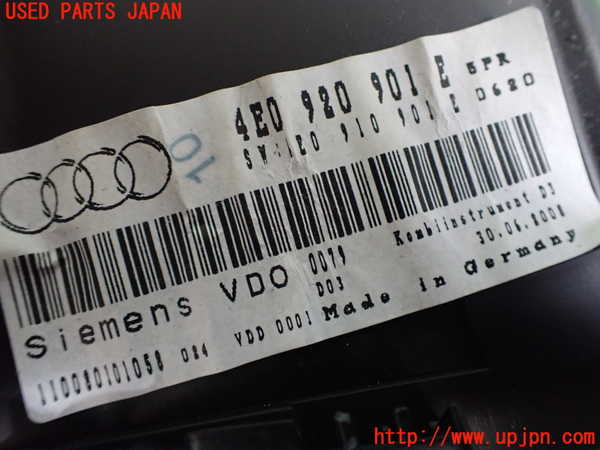 USED PARTS JAPAN
4E0 920 901 E 5PR
SW:4E0 910 901 E D620
10
0079 Kombiinstrument D3
Siemens VDO D03 30.06.2008
110080101058 084 VDD 0001 Made in Germany
http://www.upjpn.com/